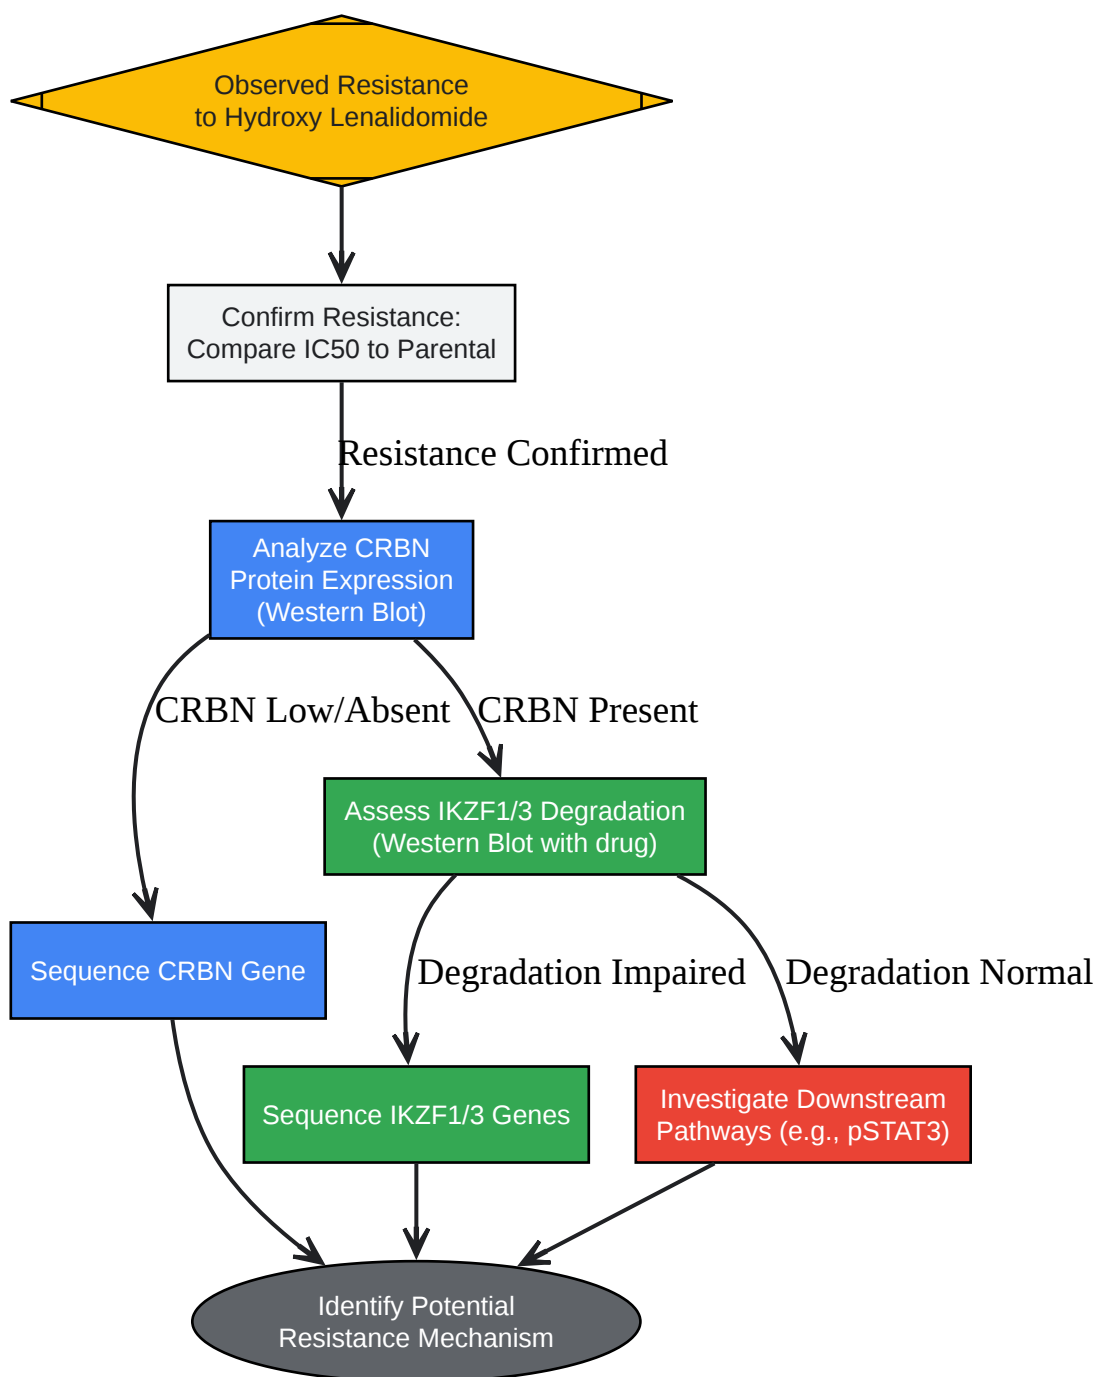 Observed Resistance
to Hydroxy Lenalidomide
Confirm Resistance:
Compare IC50 to Parental
Resistance Confirmed
Analyze CRBN
Protein Expression
(Western Blot)
CRBN Low/Absent
CRBN Present
Assess IKZF1/3 Degradation
(Western Blot with drug)
Sequence CRBN Gene
Degradation Impaired
Degradation Normal
Sequence IKZF1/3 Genes
Investigate Downstream
Pathways (e.g., pSTAT3)
Identify Potential
Resistance Mechanism